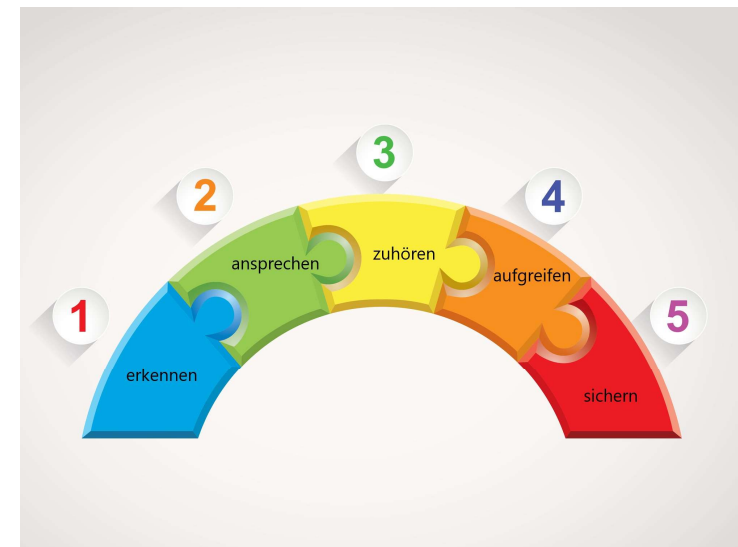 1
erkennen
2
ansprechen
3
zuhören
4
aufgreifen
5
sichern